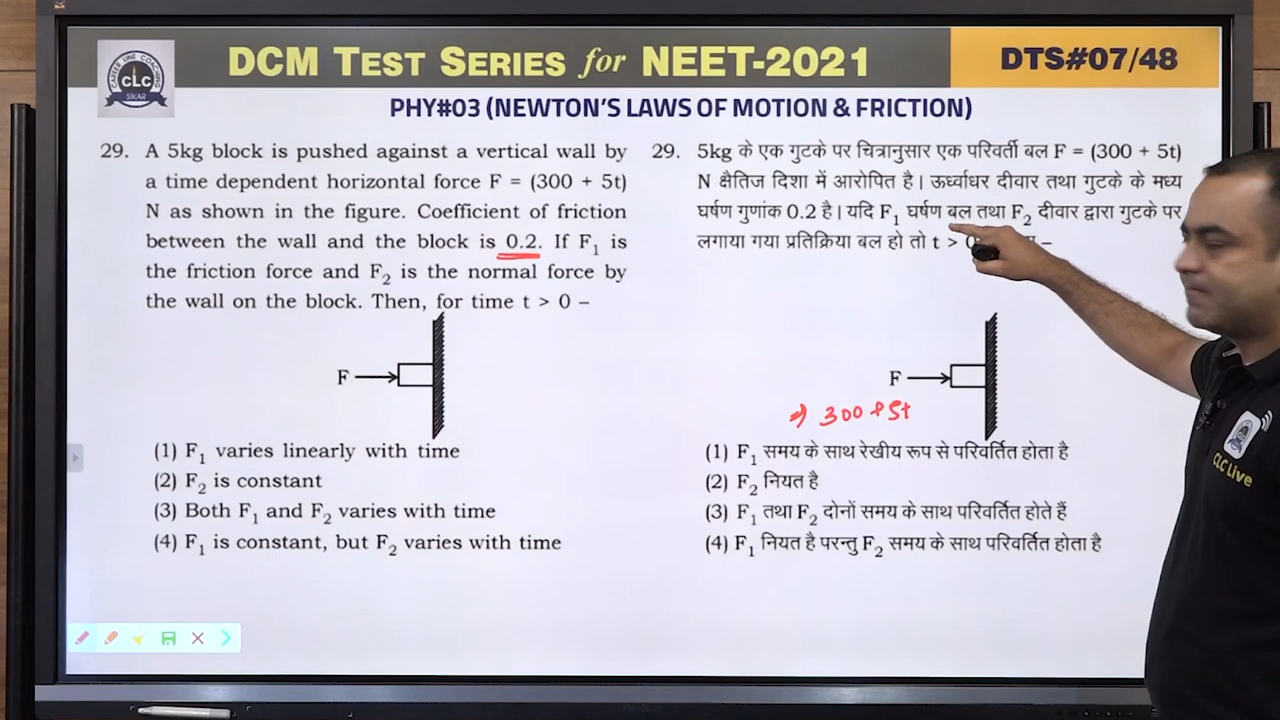 DCM TEST SERIES for NEET-2021
DTS#07/48
CAREER LINE COACHING
CLC
SIKAR
PHY#03 (NEWTON'S LAWS OF MOTION & FRICTION)
29. A 5kg block is pushed against a vertical wall by
a time dependent horizontal force F = (300 + 5t)
N as shown in the figure. Coefficient of friction
between the wall and the block is 0.2. If F₁ is
the friction force and F₂ is the normal force by
the wall on the block. Then, for time t > 0 –
F
(1) F₁ varies linearly with time
(2) F₂ is constant
(3) Both F₁ and F₂ varies with time
(4) F₁ is constant, but F₂ varies with time
29. 5kg के एक गुटके पर चित्रानुसार एक परिवर्ती बल F = (300 + 5t)
N क्षैतिज दिशा में आरोपित है। ऊर्ध्वाधर दीवार तथा गुटके के मध्य
घर्षण गुणांक 0.2 है। यदि F₁ घर्षण बल तथा F₂ दीवार द्वारा गुटके पर
लगाया गया प्रतिक्रिया बल हो तो t > 0 –
F
⇒ 300+5t
(1) F₁ समय के साथ रेखीय रूप से परिवर्तित होता है
(2) F₂ नियत है
(3) F₁ तथा F₂ दोनों समय के साथ परिवर्तित होते हैं
(4) F₁ नियत है परन्तु F₂ समय के साथ परिवर्तित होता है
CLC Live